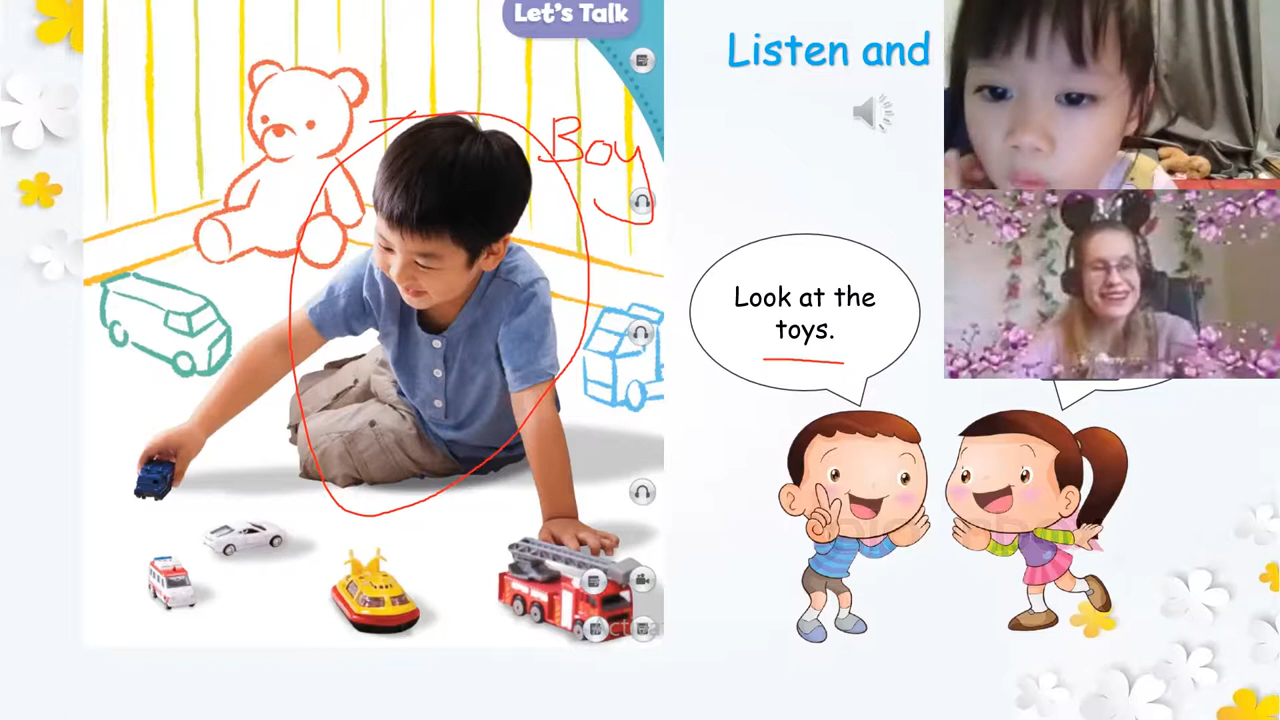 Let's Talk
Listen and
Boy
Look at the
toys.